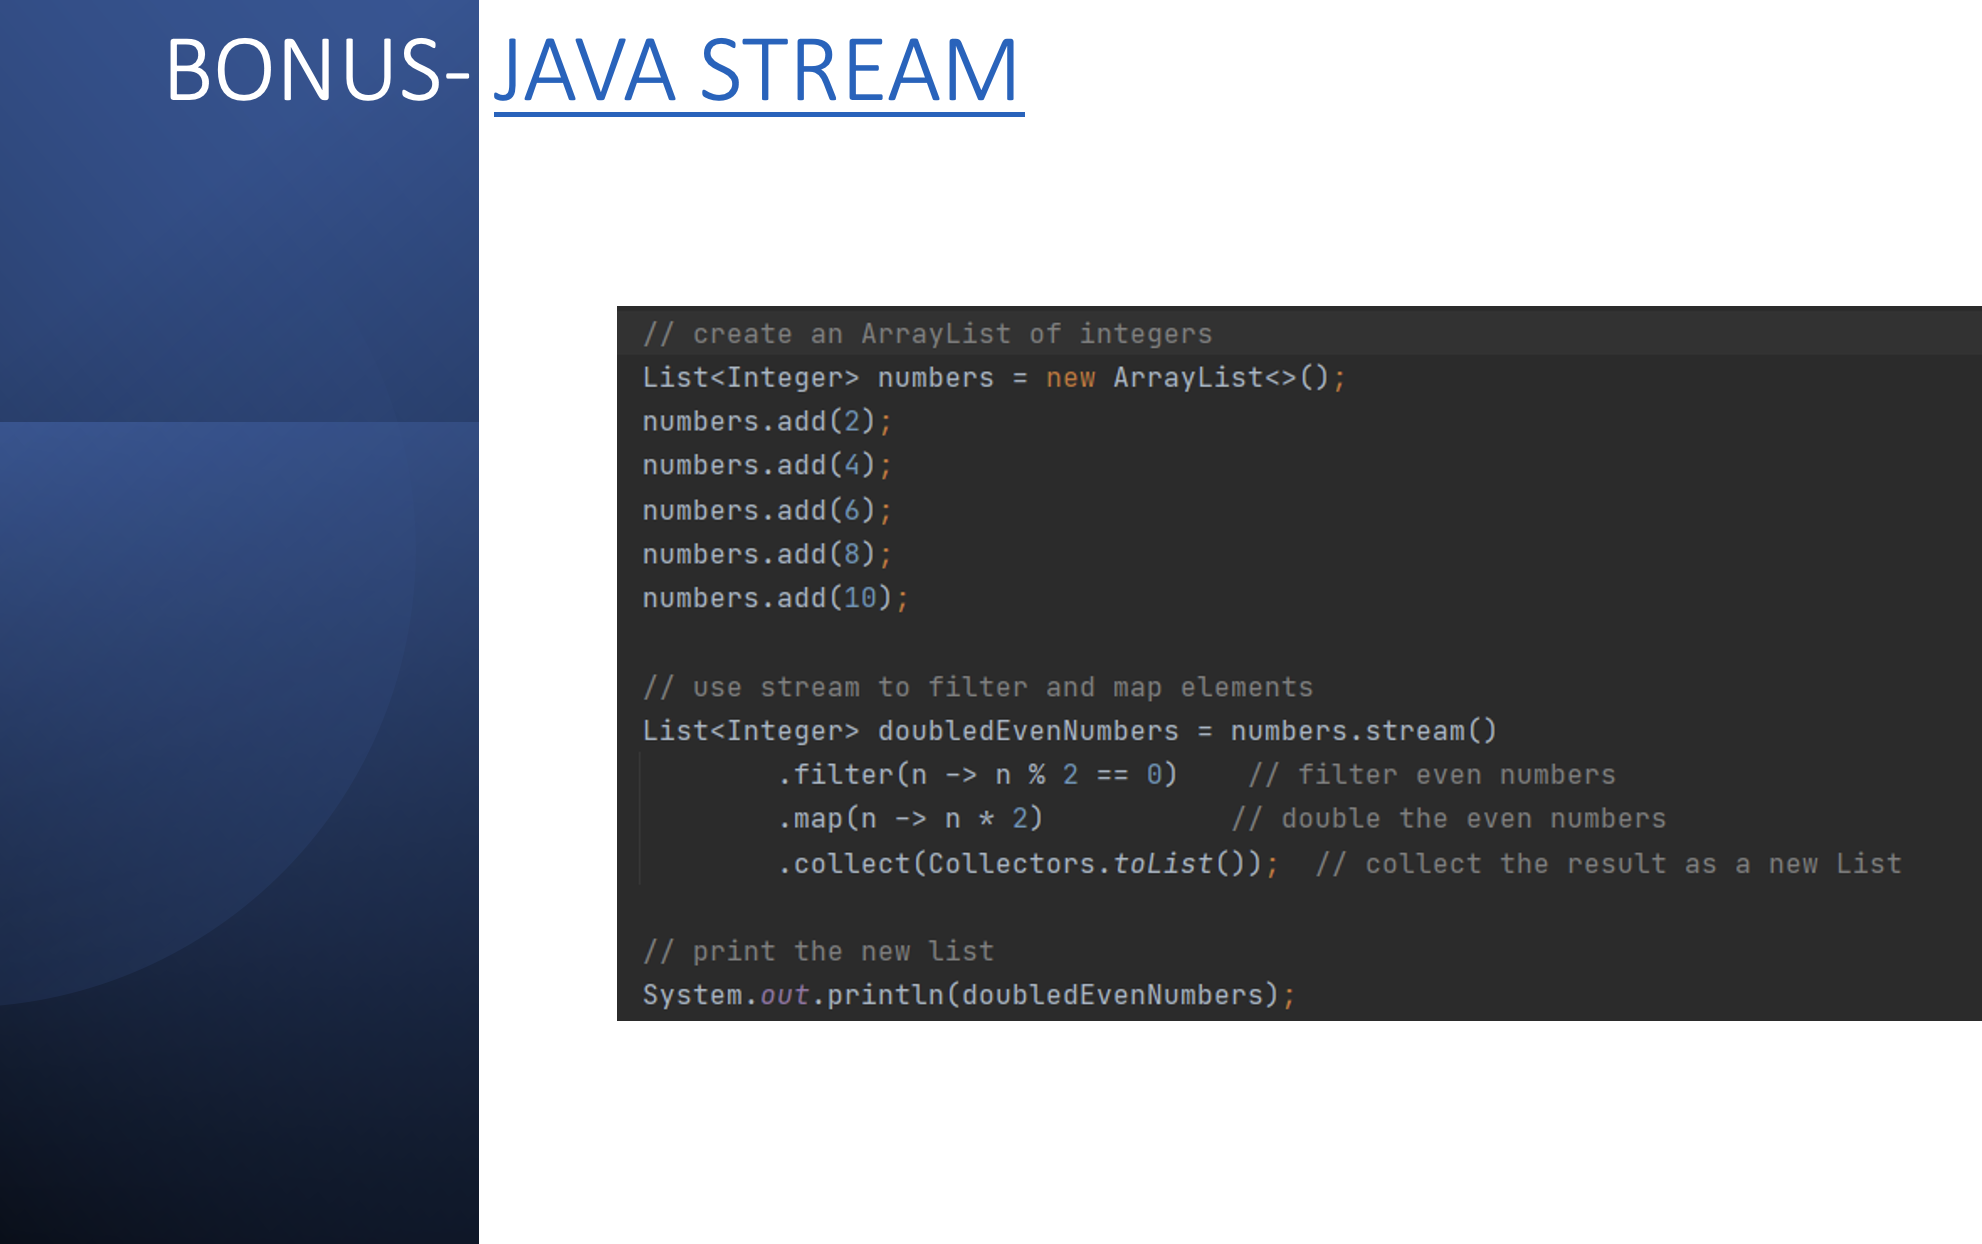 BONUS- JAVA STREAM
// create an ArrayList of integers
List<Integer> numbers = new ArrayList<>();
numbers.add(2);
numbers.add(4);
numbers.add(6);
numbers.add(8);
numbers.add(10);
// use stream to filter and map elements
List<Integer> doubledEvenNumbers = numbers.stream()
.filter(n -> n % 2 == 0)    // filter even numbers
.map(n -> n * 2)           // double the even numbers
.collect(Collectors.toList());  // collect the result as a new List
// print the new list
System.out.println(doubledEvenNumbers);